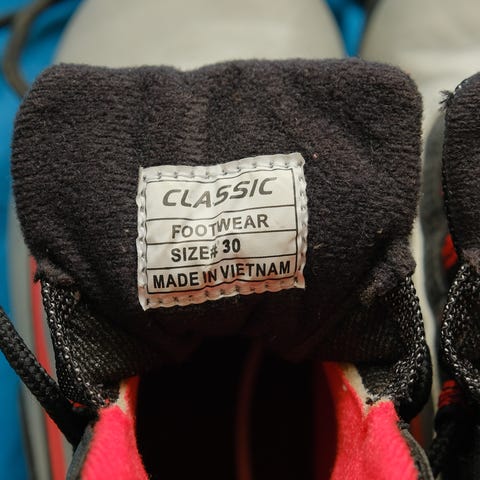 CLASSIC
FOOTWEAR
SIZE# 30
MADE IN VIETNAM